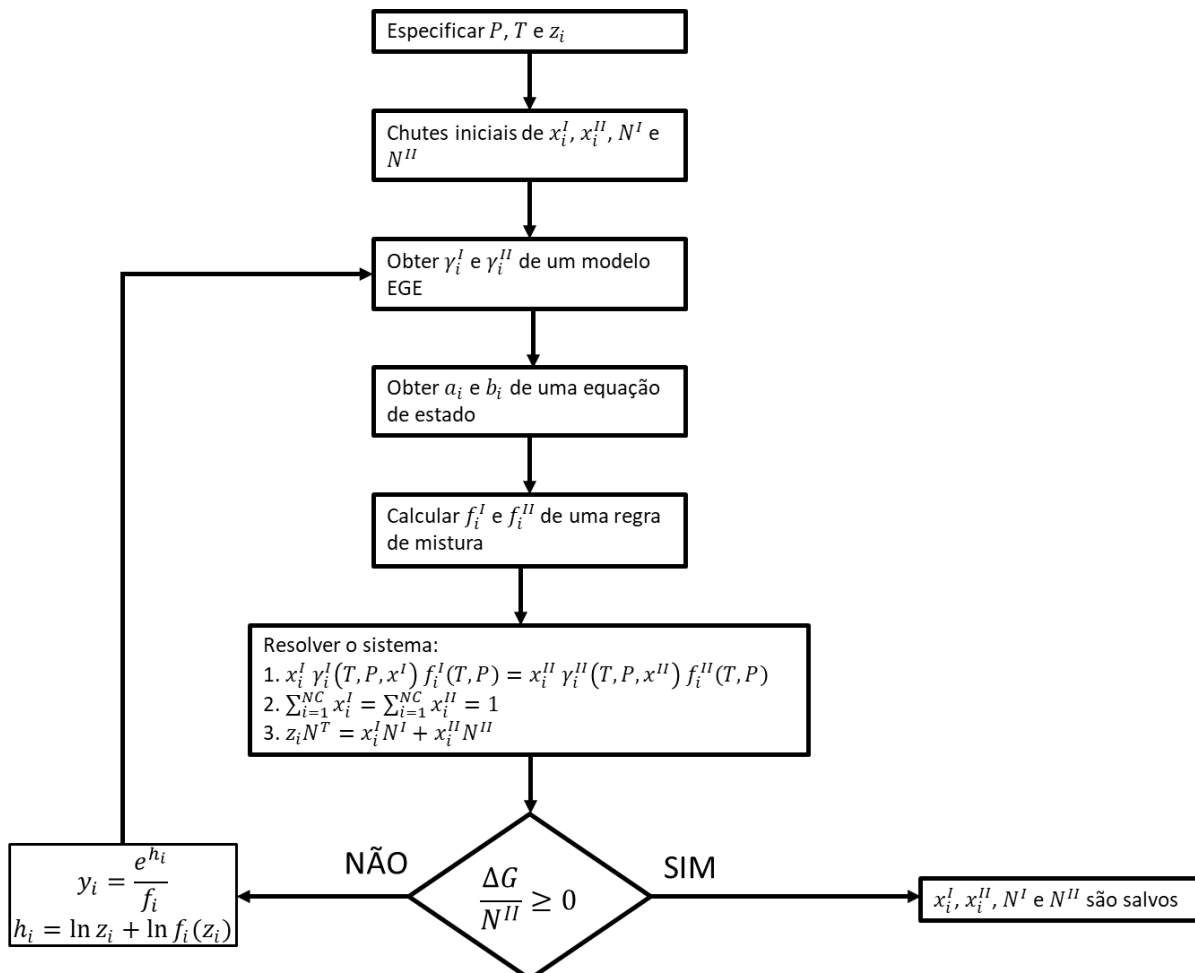 Especificar P, T e z_i
Chutes iniciais de x_i^I, x_i^{II}, N^I e
N^{II}
Obter γ_i^I e γ_i^{II} de um modelo
EGE
Obter a_i e b_i de uma equação
de estado
Calcular f_i^I e f_i^{II} de uma regra
de mistura
Resolver o sistema:
1. x_i^I γ_i^I(T, P, x^I) f_i^I(T, P) = x_i^{II} γ_i^{II}(T, P, x^{II}) f_i^{II}(T, P)
2. ∑_{i=1}^{NC} x_i^I = ∑_{i=1}^{NC} x_i^{II} = 1
3. z_i N^T = x_i^I N^I + x_i^{II} N^{II}
NÃO
ΔG/N^{II} ≥ 0
SIM
y_i = e^{h_i}/f_i
h_i = ln z_i + ln f_i(z_i)
x_i^I, x_i^{II}, N^I e N^{II} são salvos